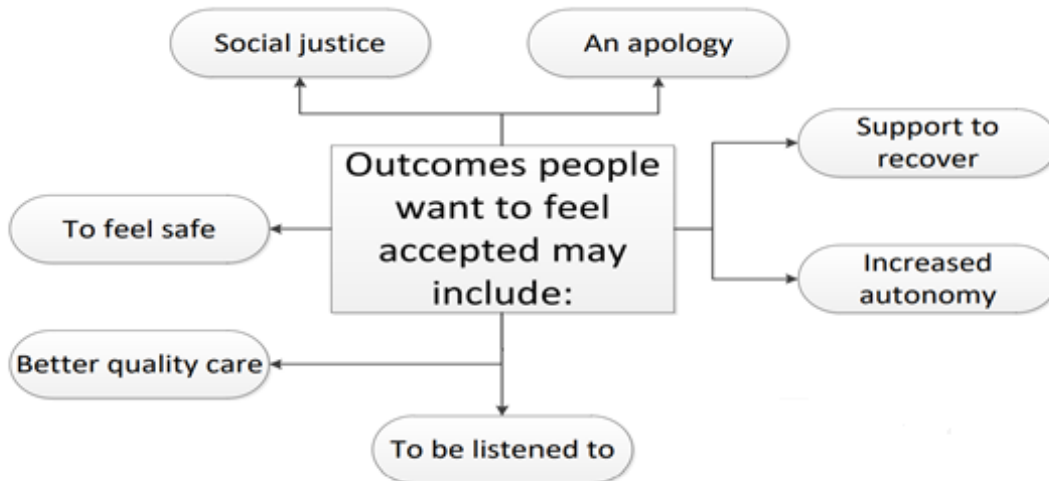 Social justice
An apology
Support to
recover
Outcomes people
want to feel
accepted may
include:
To feel safe
Increased
autonomy
Better quality care
To be listened to